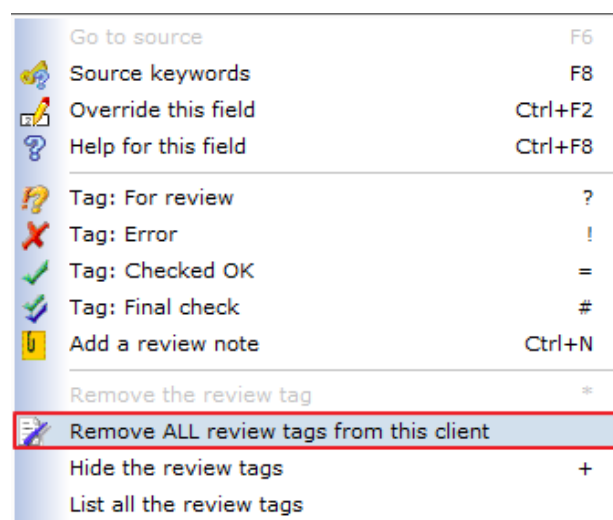 Go to source F6
Source keywords F8
Override this field Ctrl+F2
Help for this field Ctrl+F8
Tag: For review ?
Tag: Error !
Tag: Checked OK =
Tag: Final check #
Add a review note Ctrl+N
Remove the review tag *
Remove ALL review tags from this client
Hide the review tags +
List all the review tags